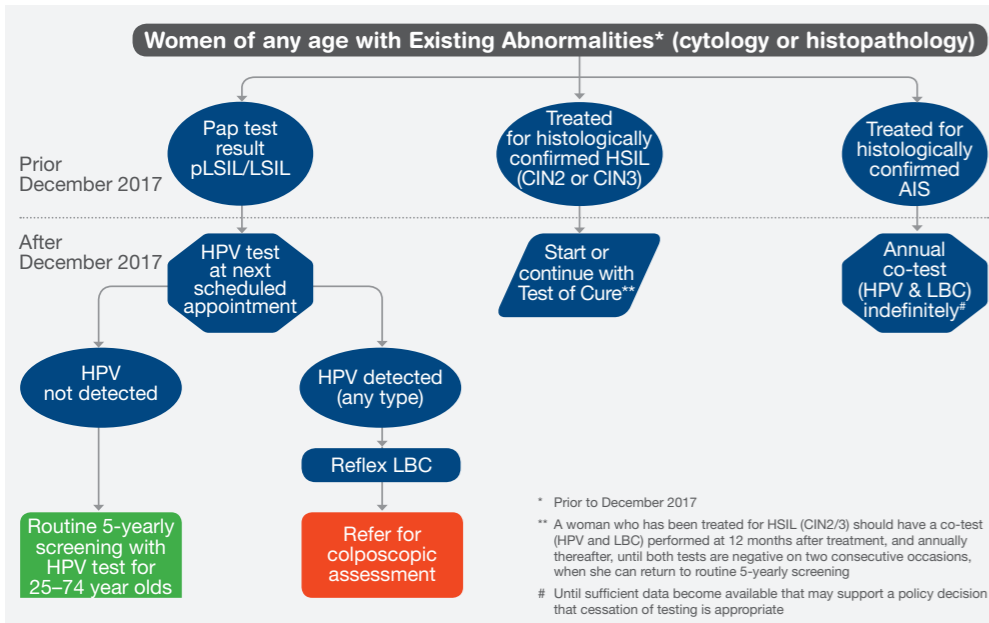 Women of any age with Existing Abnormalities* (cytology or histopathology)
Prior
December 2017
Pap test
result
pLSIL/LSIL
Treated
for histologically
confirmed HSIL
(CIN2 or CIN3)
Treated for
histologically
confirmed
AIS
After
December 2017
HPV test
at next
scheduled
appointment
Start or
continue with
Test of Cure**
Annual
co-test
(HPV & LBC)
indefinitely#
HPV
not detected
HPV detected
(any type)
Reflex LBC
Routine 5-yearly
screening with
HPV test for
25–74 year olds
Refer for
colposcopic
assessment
* Prior to December 2017
** A woman who has been treated for HSIL (CIN2/3) should have a co-test
(HPV and LBC) performed at 12 months after treatment, and annually
thereafter, until both tests are negative on two consecutive occasions,
when she can return to routine 5-yearly screening
# Until sufficient data become available that may support a policy decision
that cessation of testing is appropriate